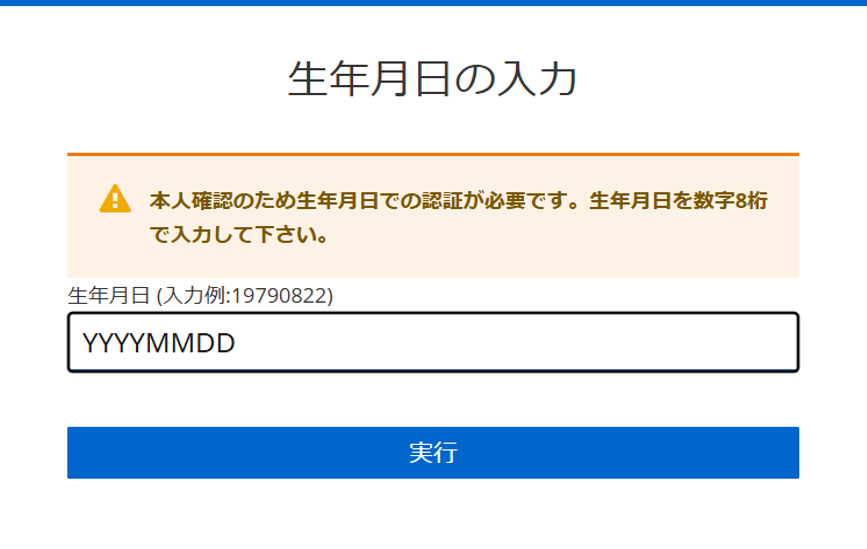 生年月日の入力
本人確認のため生年月日での認証が必要です。生年月日を数字8桁
で入力して下さい。
生年月日 (入力例:19790822)
YYYYMMDD
実行